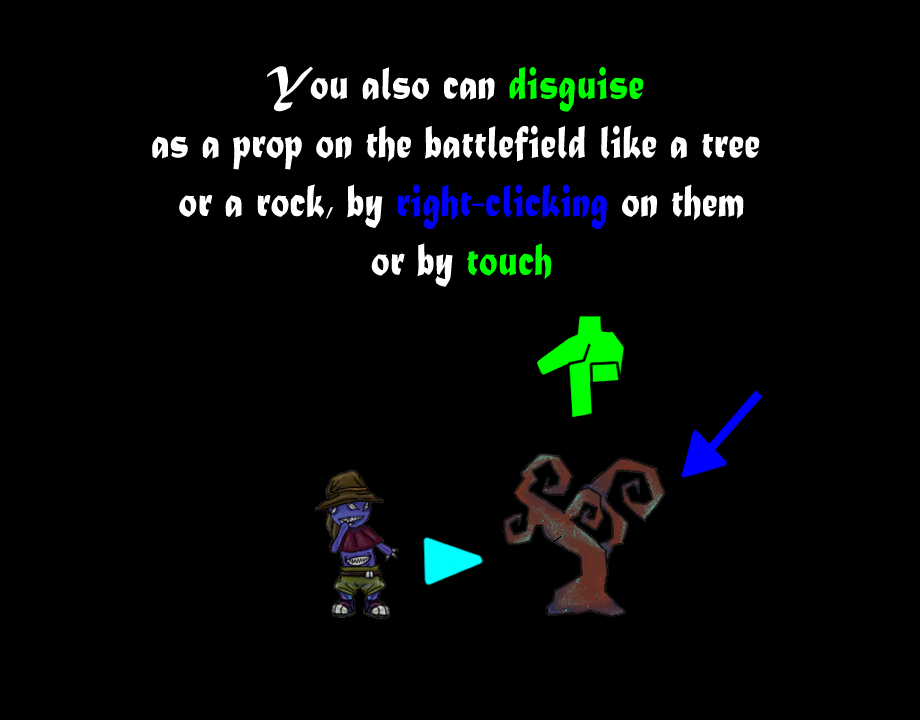 You also can disguise
as a prop on the battlefield like a tree
or a rock, by right-clicking on them
or by touch